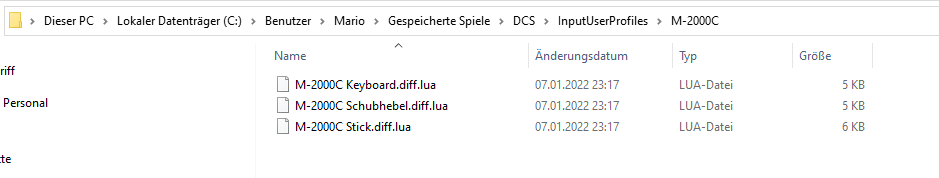 Dieser PC > Lokaler Datenträger (C:) > Benutzer > Mario > Gespeicherte Spiele > DCS > InputUserProfiles > M-2000C
Name Änderungsdatum Typ Größe
riff
M-2000C Keyboard.diff.lua 07.01.2022 23:17 LUA-Datei 5 KB
Personal
M-2000C Schubhebel.diff.lua 07.01.2022 23:17 LUA-Datei 5 KB
M-2000C Stick.diff.lua 07.01.2022 23:17 LUA-Datei 6 KB
tte